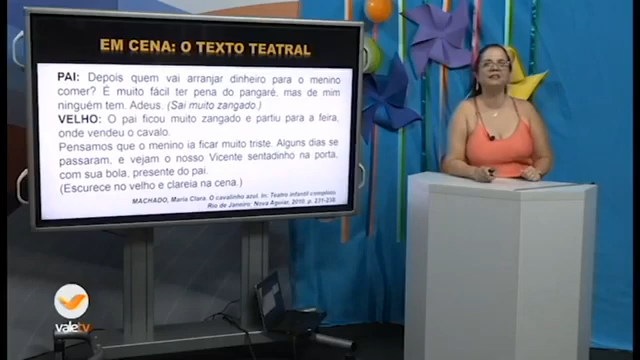 EM CENA: O TEXTO TEATRAL
PAI: Depois quem vai arranjar dinheiro para o menino
comer? É muito fácil ter pena do pangaré, mas de mim
ninguém tem. Adeus. (Sai muito zangado.)
VELHO: O pai ficou muito zangado e partiu para a feira,
onde vendeu o cavalo.
Pensamos que o menino ia ficar muito triste. Alguns dias se
passaram, e vejam o nosso Vicente sentadinho na porta,
com sua bola, presente do pai.
(Escurece no velho e clareia na cena.)
MACHADO, Maria Clara. O cavalinho azul. In: Teatro infantil completo.
Rio de Janeiro: Nova Aguilar, 2010. p. 231-238.
valetv